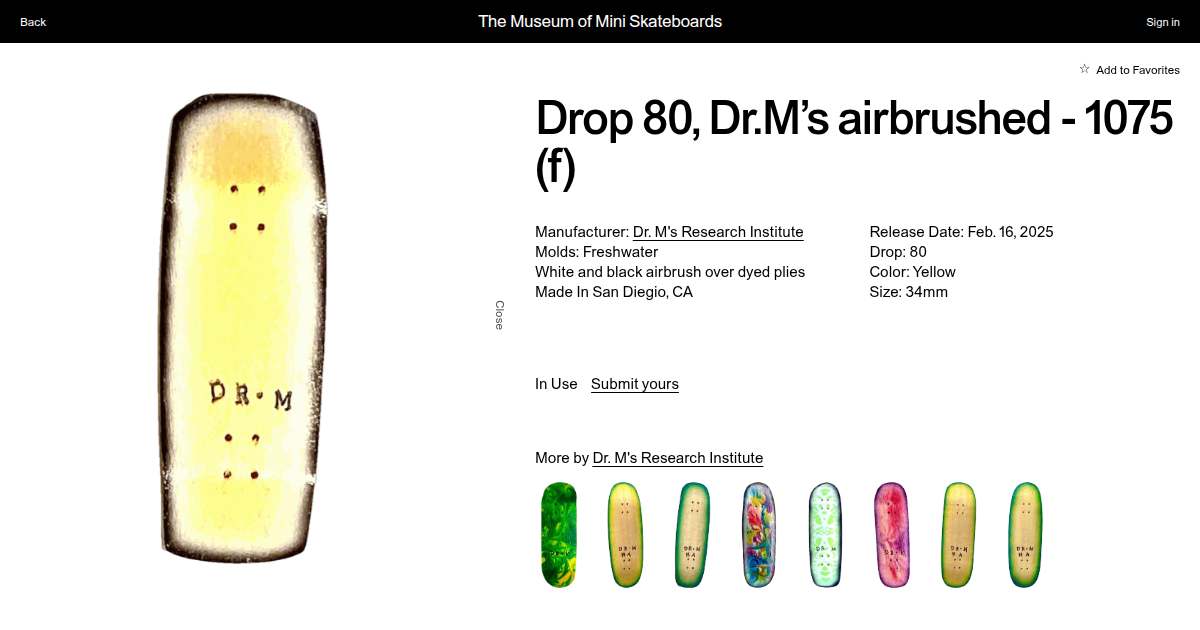 Back
The Museum of Mini Skateboards
Sign in
☆ Add to Favorites
Drop 80, Dr.M’s airbrushed - 1075
(f)
Manufacturer: Dr. M's Research Institute
Molds: Freshwater
White and black airbrush over dyed plies
Made In San Diegio, CA
Release Date: Feb. 16, 2025
Drop: 80
Color: Yellow
Size: 34mm
DR·M
Close
In Use Submit yours
More by Dr. M's Research Institute